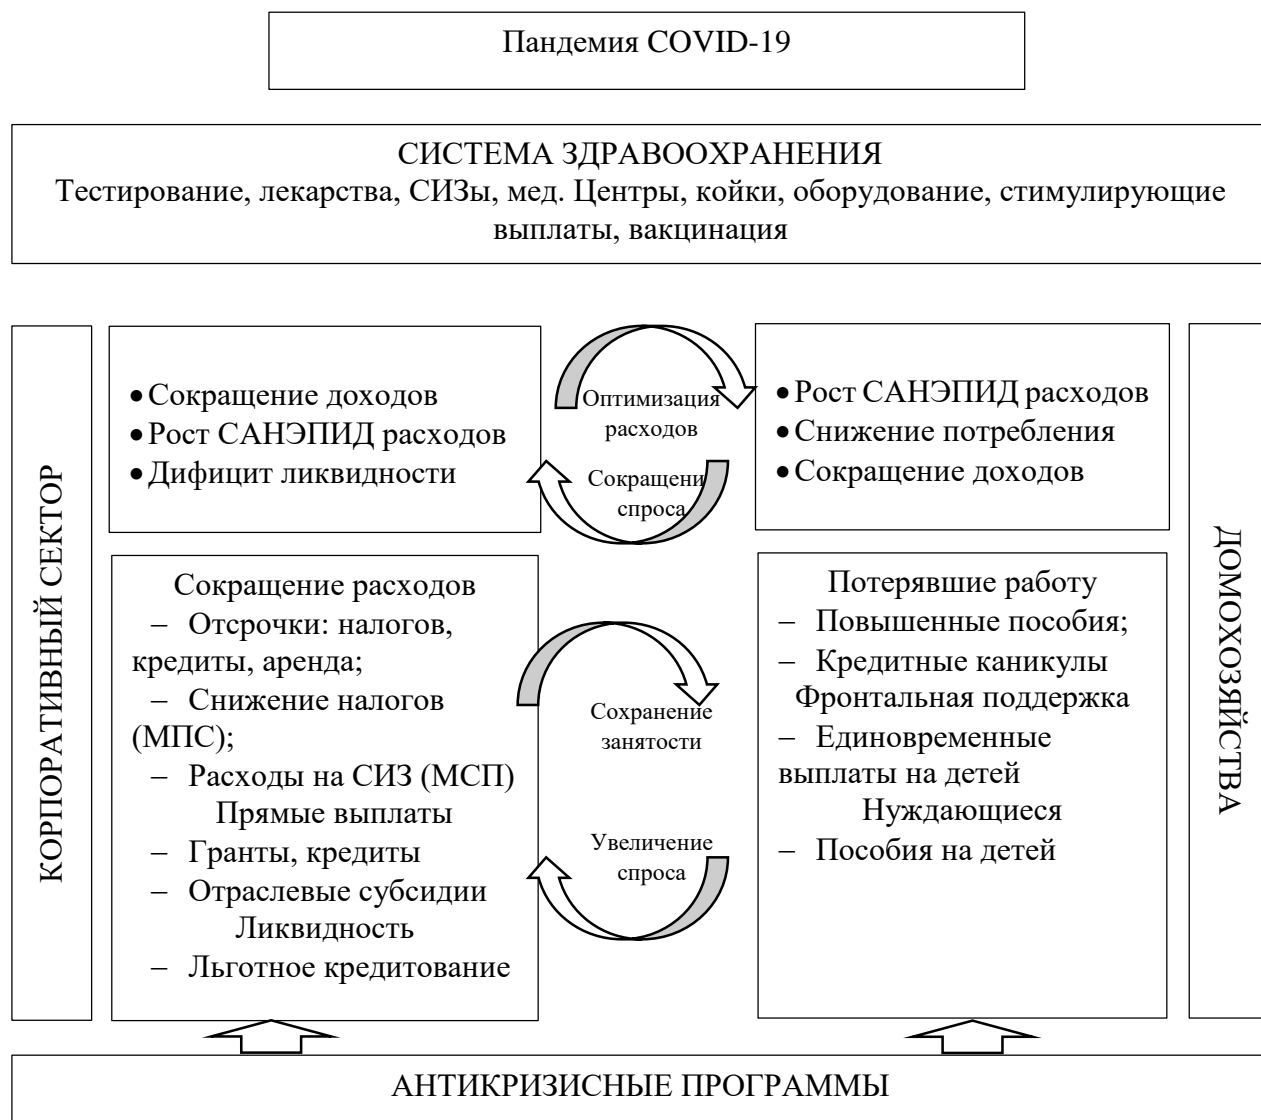 Пандемия COVID-19
СИСТЕМА ЗДРАВООХРАНЕНИЯ
Тестирование, лекарства, СИЗы, мед. Центры, койки, оборудование, стимулирующие
выплаты, вакцинация
КОРПОРАТИВНЫЙ СЕКТОР
• Сокращение доходов
• Рост САНЭПИД расходов
• Дифицит ликвидности
Оптимизация
расходов
Сокращени
спроса
• Рост САНЭПИД расходов
• Снижение потребления
• Сокращение доходов
ДОМОХОЗЯЙСТВА
Сокращение расходов
– Отсрочки: налогов,
кредиты, аренда;
– Снижение налогов
(МПС);
– Расходы на СИЗ (МСП)
Прямые выплаты
– Гранты, кредиты
– Отраслевые субсидии
Ликвидность
– Льготное кредитование
Сохранение
занятости
Увеличение
спроса
Потерявшие работу
– Повышенные пособия;
– Кредитные каникулы
Фронтальная поддержка
– Единовременные
выплаты на детей
Нуждающиеся
– Пособия на детей
АНТИКРИЗИСНЫЕ ПРОГРАММЫ